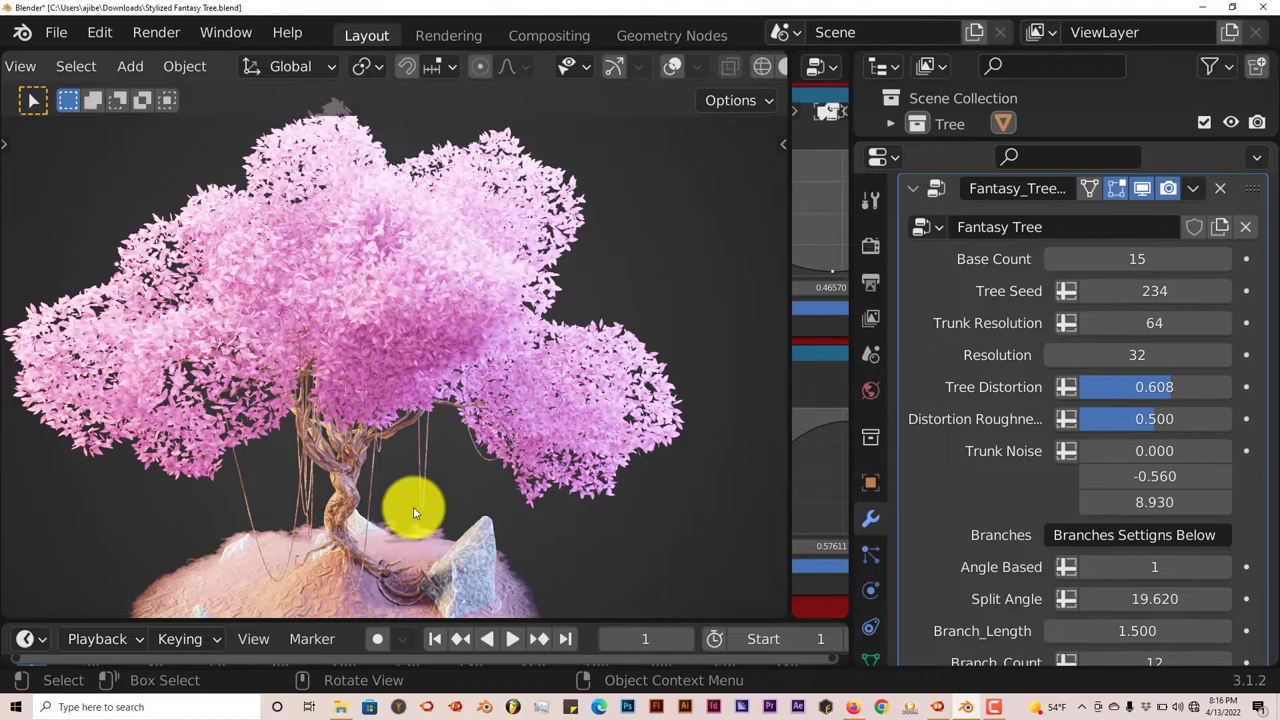 Blender* [C:\Users\ajibe\Downloads\Stylized Fantasy Tree.blend]
File Edit Render Window Help Layout Rendering Compositing Geometry Nodes Scene ViewLayer
View Select Add Object Global
Options
Scene Collection
Tree
Fantasy_Tree...
Fantasy Tree
Base Count 15
Tree Seed 234
0.46570
Trunk Resolution 64
Resolution 32
Tree Distortion 0.608
Distortion Roughne... 0.500
Trunk Noise 0.000
-0.560
8.930
Branches Branches Settigns Below
0.57611
Angle Based 1
Split Angle 19.620
Branch_Length 1.500
Branch_Count 12
Playback Keying View Marker 1 Start 1
Select Box Select Rotate View Object Context Menu 3.1.2
Type here to search
54°F
8:16 PM
4/13/2022